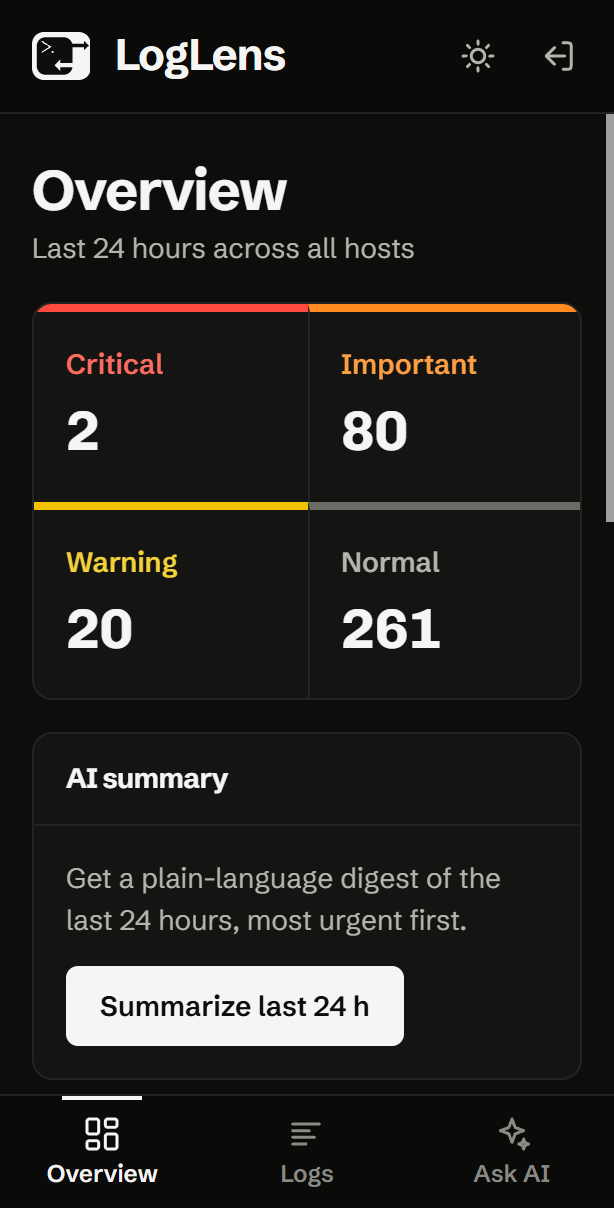 >_.
LogLens
Overview
Last 24 hours across all hosts
Critical
Important
2
80
Warning
Normal
20
261
AI summary
Get a plain-language digest of the
last 24 hours, most urgent first.
Summarize last 24 h
Overview
Logs
Ask AI